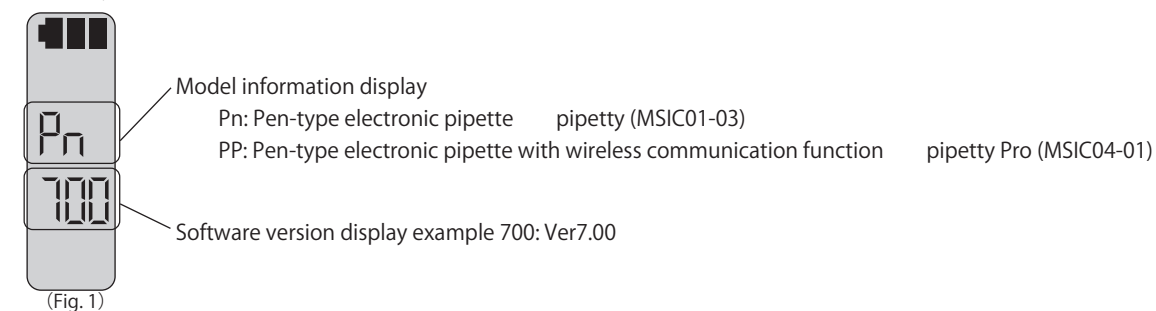 Model information display
Pn: Pen-type electronic pipette pipetty (MSIC01-03)
Pn
PP: Pen-type electronic pipette with wireless communication function pipetty Pro (MSIC04-01)
700
Software version display example 700: Ver7.00
(Fig. 1)